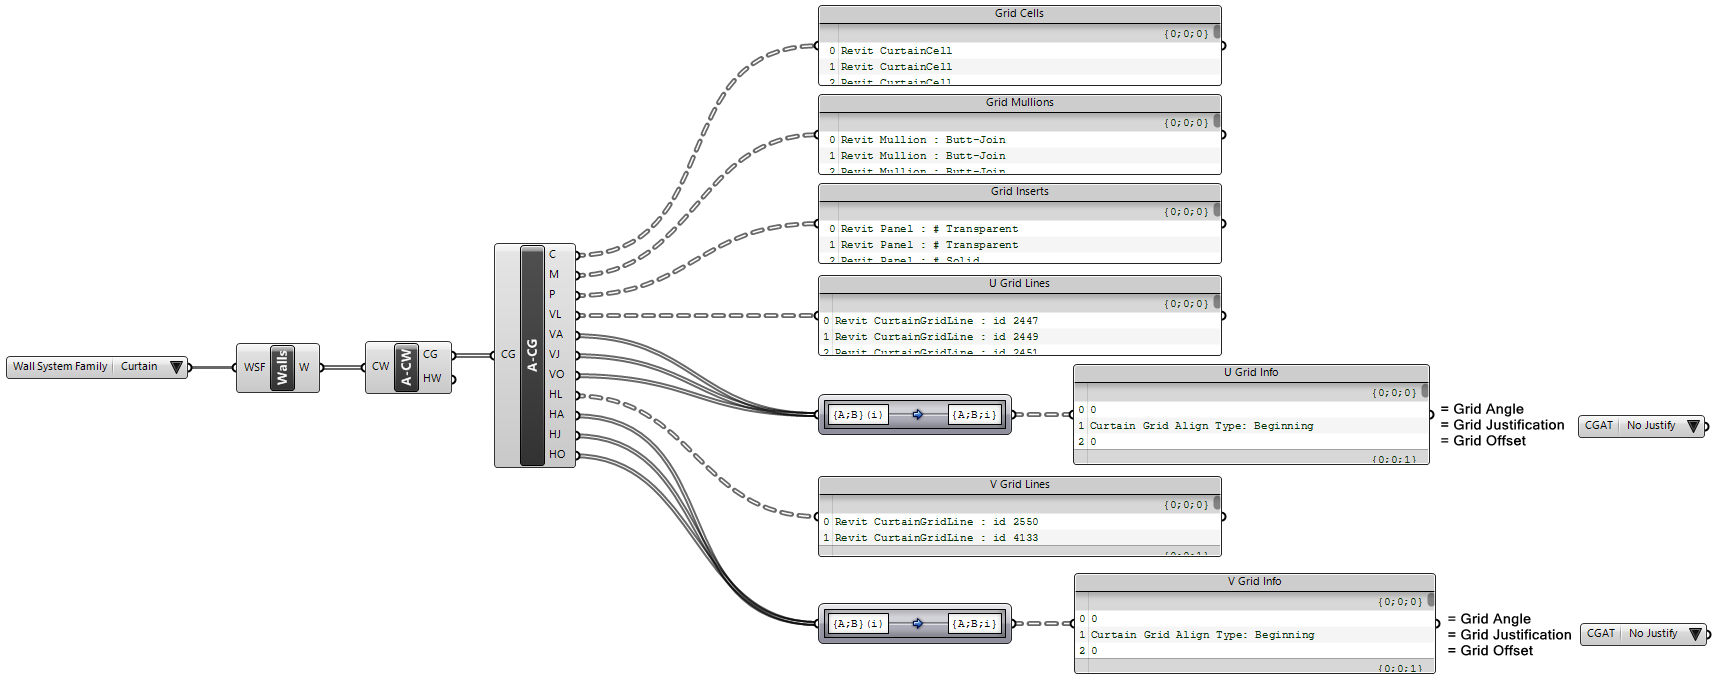 Grid Cells
{0;0;0}
0 Revit CurtainCell
1 Revit CurtainCell
2 Revit CurtainCell
Grid Mullions
{0;0;0}
0 Revit Mullion : Butt-Join
1 Revit Mullion : Butt-Join
2 Revit Mullion : Butt-Join
Grid Inserts
{0;0;0}
0 Revit Panel : # Transparent
1 Revit Panel : # Transparent
2 Revit Panel : # Solid
U Grid Lines
{0;0;0}
0 Revit CurtainGridLine : id 2447
1 Revit CurtainGridLine : id 2449
2 Revit CurtainGridLine : id 2451
Wall System Family Curtain
WSF Walls W
CW A-CW CG HW
CG A-CG
C
M
P
VL
VA
VJ
VO
HL
HA
HJ
HO
{A;B}(i) {A;B;i}
U Grid Info
{0;0;0}
0 0
1 Curtain Grid Align Type: Beginning
2 0
{0;0;1}
= Grid Angle
= Grid Justification
= Grid Offset
CGAT No Justify
V Grid Lines
{0;0;0}
0 Revit CurtainGridLine : id 2550
1 Revit CurtainGridLine : id 4133
{0;0;1}
{A;B}(i) {A;B;i}
V Grid Info
{0;0;0}
0 0
1 Curtain Grid Align Type: Beginning
2 0
{0;0;1}
= Grid Angle
= Grid Justification
= Grid Offset
CGAT No Justify